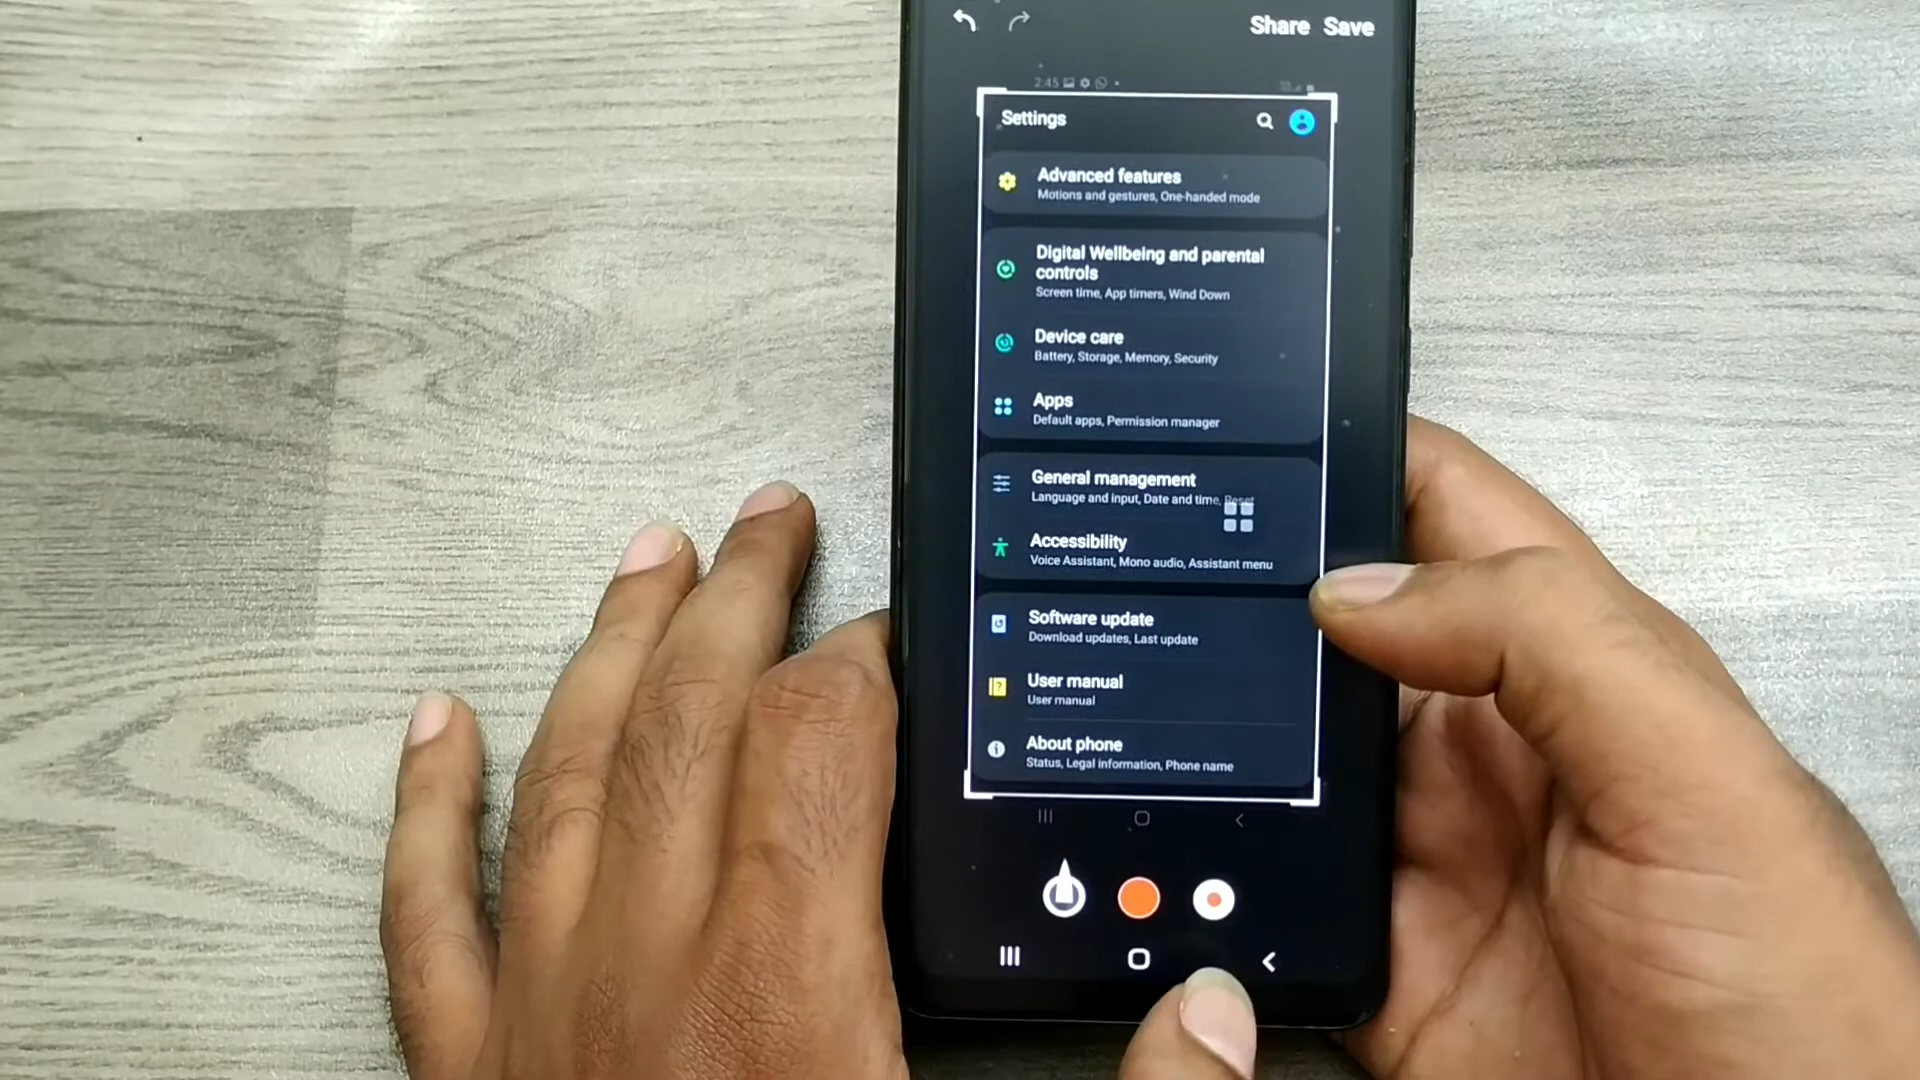 Share Save
2:45
Settings
Advanced features
Motions and gestures, One-handed mode
Digital Wellbeing and parental
controls
Screen time, App timers, Wind Down
Device care
Battery, Storage, Memory, Security
Apps
Default apps, Permission manager
General management
Language and input, Date and time, Reset
Accessibility
Voice Assistant, Mono audio, Assistant menu
Software update
Download updates, Last update
User manual
User manual
About phone
Status, Legal information, Phone name